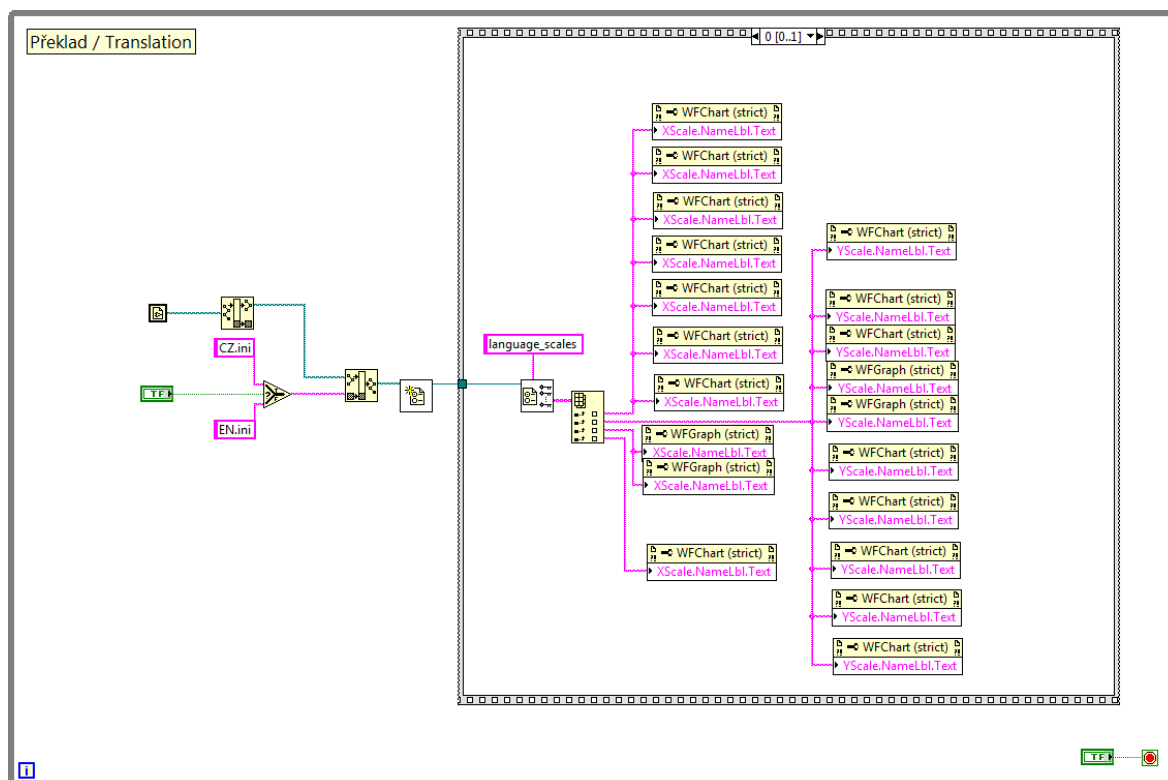 Překlad / Translation
0 [0..1]
WFChart (strict)
XScale.NameLbl.Text
WFChart (strict)
XScale.NameLbl.Text
WFChart (strict)
XScale.NameLbl.Text
WFChart (strict)
XScale.NameLbl.Text
WFChart (strict)
XScale.NameLbl.Text
WFChart (strict)
XScale.NameLbl.Text
WFChart (strict)
XScale.NameLbl.Text
WFGraph (strict)
XScale.NameLbl.Text
WFGraph (strict)
XScale.NameLbl.Text
WFChart (strict)
XScale.NameLbl.Text
WFChart (strict)
YScale.NameLbl.Text
WFChart (strict)
YScale.NameLbl.Text
WFChart (strict)
YScale.NameLbl.Text
WFGraph (strict)
YScale.NameLbl.Text
WFGraph (strict)
YScale.NameLbl.Text
WFChart (strict)
YScale.NameLbl.Text
WFChart (strict)
YScale.NameLbl.Text
WFChart (strict)
YScale.NameLbl.Text
WFChart (strict)
YScale.NameLbl.Text
WFChart (strict)
YScale.NameLbl.Text
language_scales
CZ.ini
TF
EN.ini
i
TF